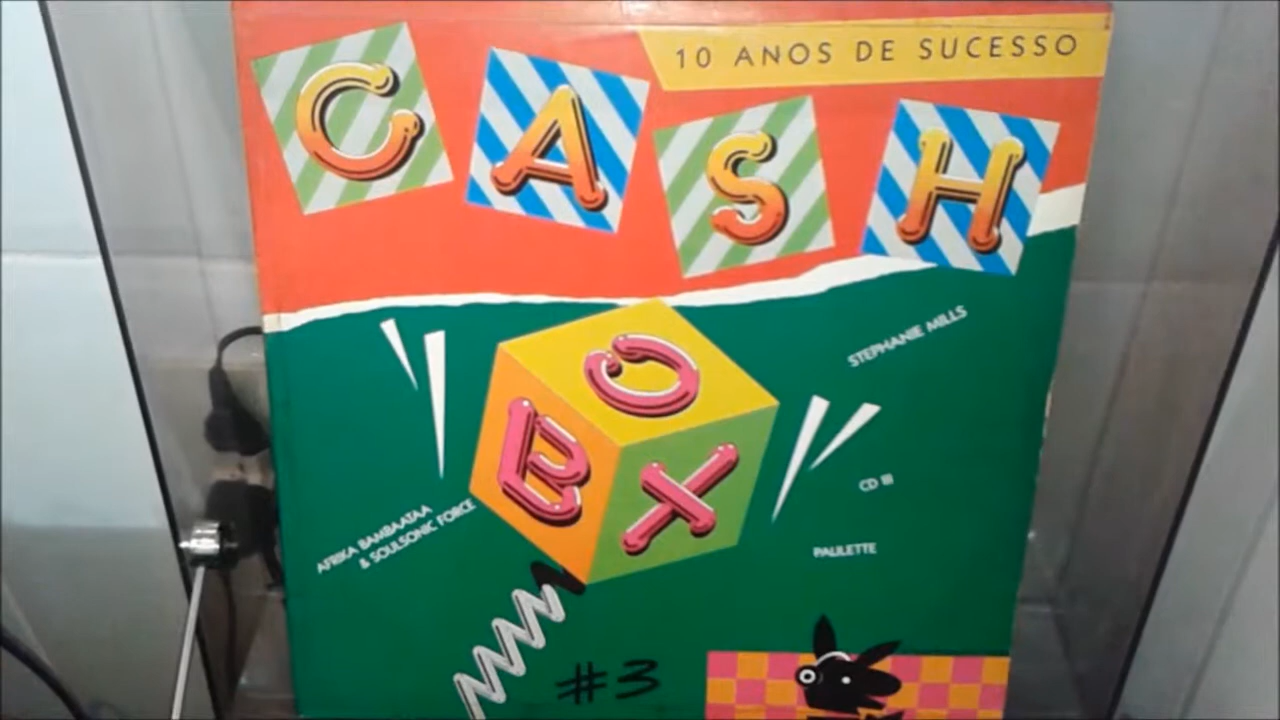 10 ANOS DE SUCESSO
CASH
BOX
STEPHANIE MILLS
CD III
AFRIKA BAMBAATAA
& SOULSONIC FORCE
PAULETTE
#3